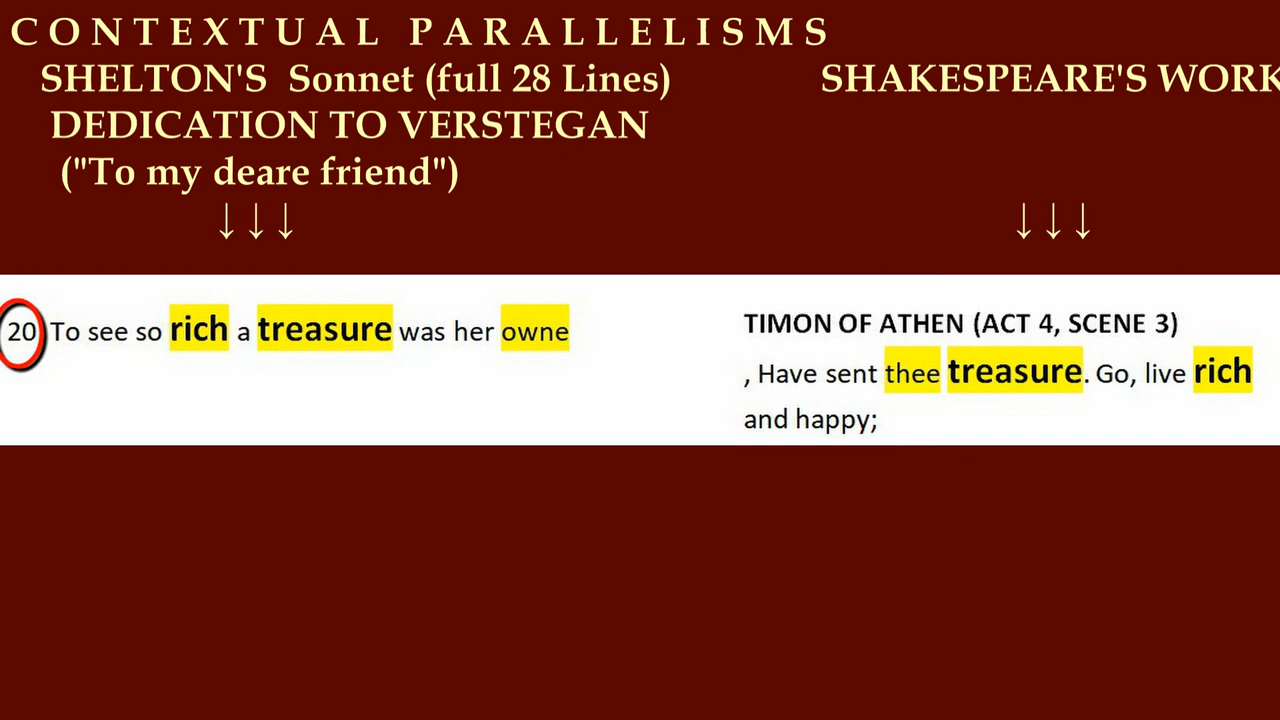 CONTEXTUAL PARALLELISMS
SHELTON'S Sonnet (full 28 Lines)
DEDICATION TO VERSTEGAN
("To my deare friend")
↓↓↓
SHAKESPEARE'S WORK
↓↓↓
20 To see so rich a treasure was her owne
TIMON OF ATHEN (ACT 4, SCENE 3)
, Have sent thee treasure. Go, live rich
and happy;